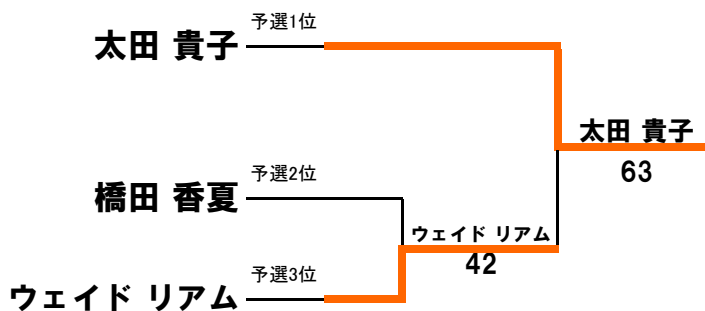 予選1位
太田 貴子
太田 貴子
63
予選2位
橋田 香夏
ウェイド リアム
42
予選3位
ウェイド リアム